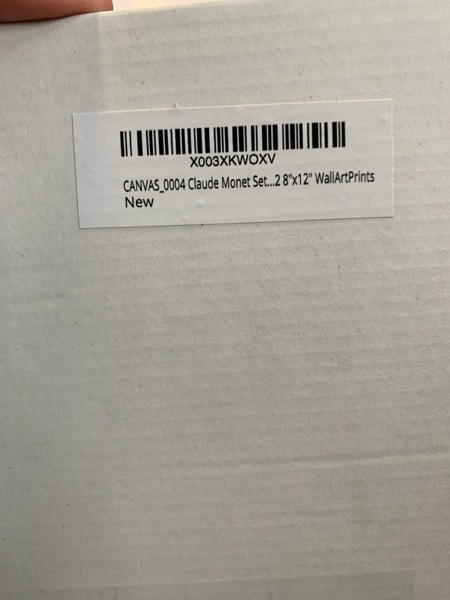 X003XKWOXV
CANVAS_0004 Claude Monet Set...2 8"x12" WallArtPrints
New